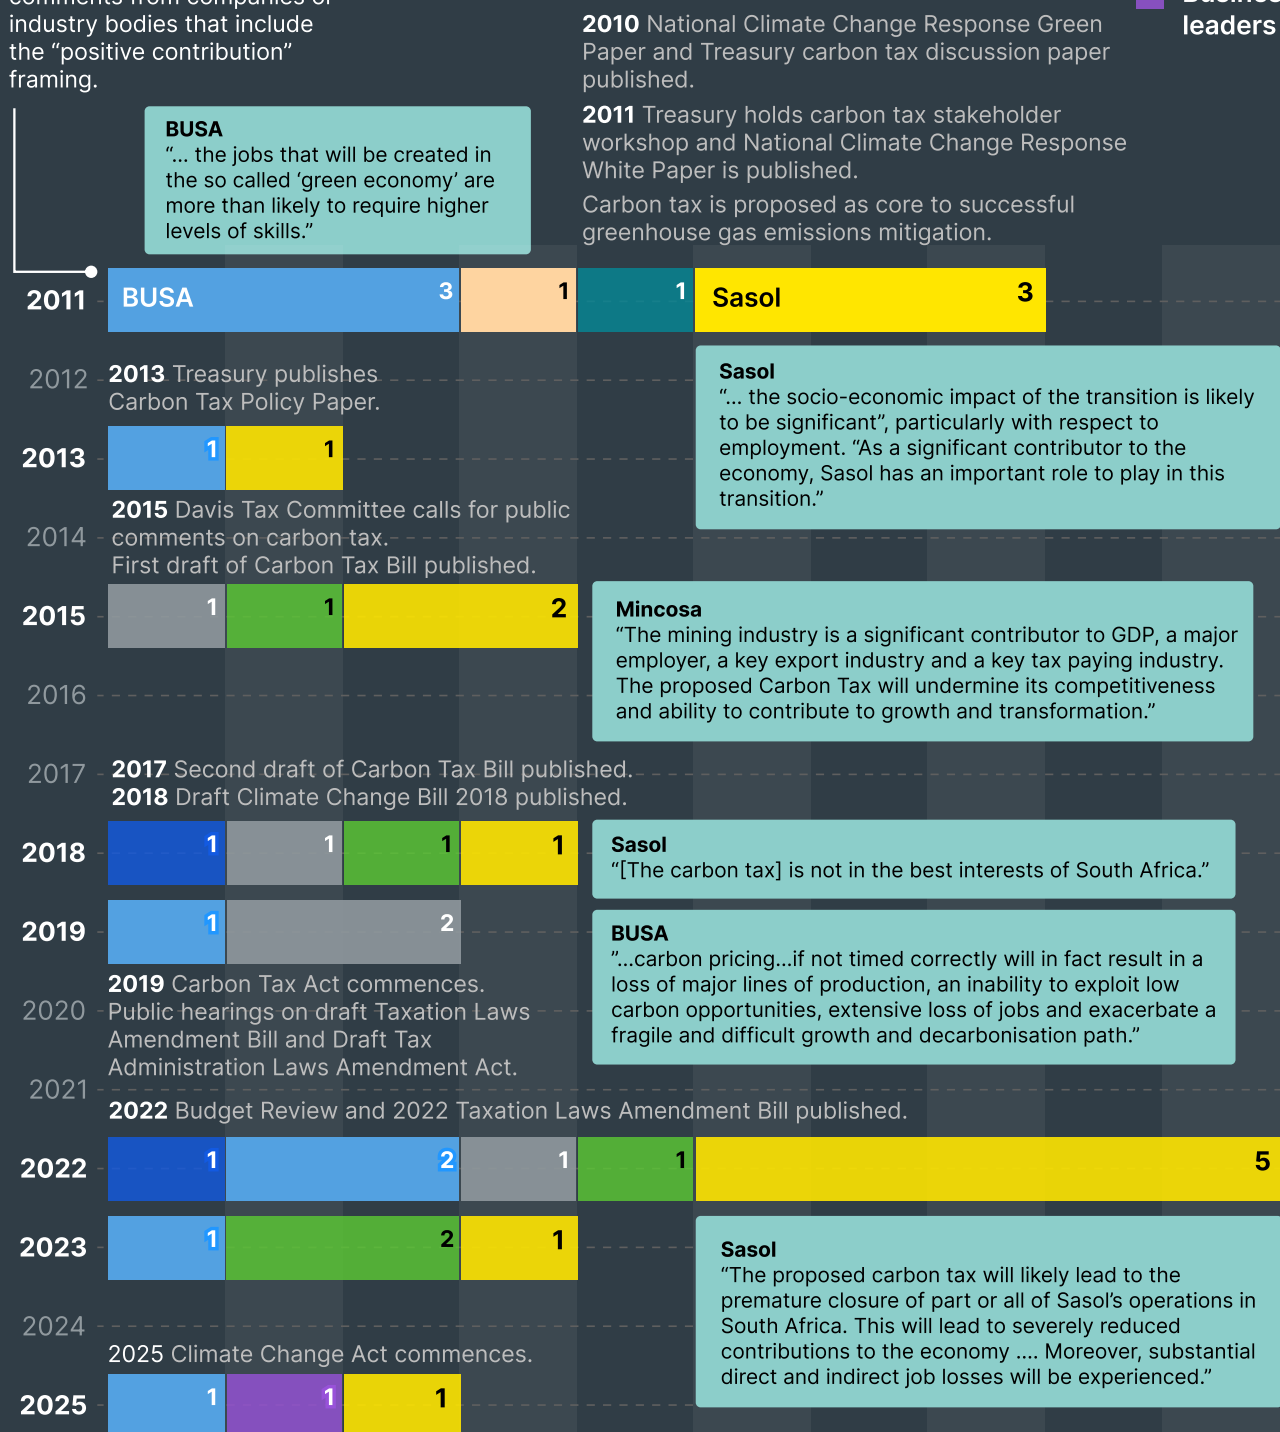 industry bodies that include
the “positive contribution”
framing.
leaders
2010 National Climate Change Response Green
Paper and Treasury carbon tax discussion paper
published.
2011 Treasury holds carbon tax stakeholder
workshop and National Climate Change Response
White Paper is published.
Carbon tax is proposed as core to successful
greenhouse gas emissions mitigation.
BUSA
“... the jobs that will be created in
the so called ‘green economy’ are
more than likely to require higher
levels of skills.”
2011 BUSA 3 1 1 Sasol 3
Sasol
“... the socio-economic impact of the transition is likely
to be significant”, particularly with respect to
employment. “As a significant contributor to the
economy, Sasol has an important role to play in this
transition.”
2012
2013 Treasury publishes
Carbon Tax Policy Paper.
2013 1 1
2014
2015 Davis Tax Committee calls for public
comments on carbon tax.
First draft of Carbon Tax Bill published.
2015 1 1 2
Mincosa
“The mining industry is a significant contributor to GDP, a major
employer, a key export industry and a key tax paying industry.
The proposed Carbon Tax will undermine its competitiveness
and ability to contribute to growth and transformation.”
2016
2017
2017 Second draft of Carbon Tax Bill published.
2018 Draft Climate Change Bill 2018 published.
2018 1 1 1 1
Sasol
“[The carbon tax] is not in the best interests of South Africa.”
2019 1 2
BUSA
”...carbon pricing...if not timed correctly will in fact result in a
loss of major lines of production, an inability to exploit low
carbon opportunities, extensive loss of jobs and exacerbate a
fragile and difficult growth and decarbonisation path.”
2019 Carbon Tax Act commences.
Public hearings on draft Taxation Laws
Amendment Bill and Draft Tax
Administration Laws Amendment Act.
2020
2021
2022 Budget Review and 2022 Taxation Laws Amendment Bill published.
2022 1 2 1 1 5
2023 1 2 1
Sasol
“The proposed carbon tax will likely lead to the
premature closure of part or all of Sasol’s operations in
South Africa. This will lead to severely reduced
contributions to the economy .... Moreover, substantial
direct and indirect job losses will be experienced.”
2024
2025 Climate Change Act commences.
2025 1 1 1